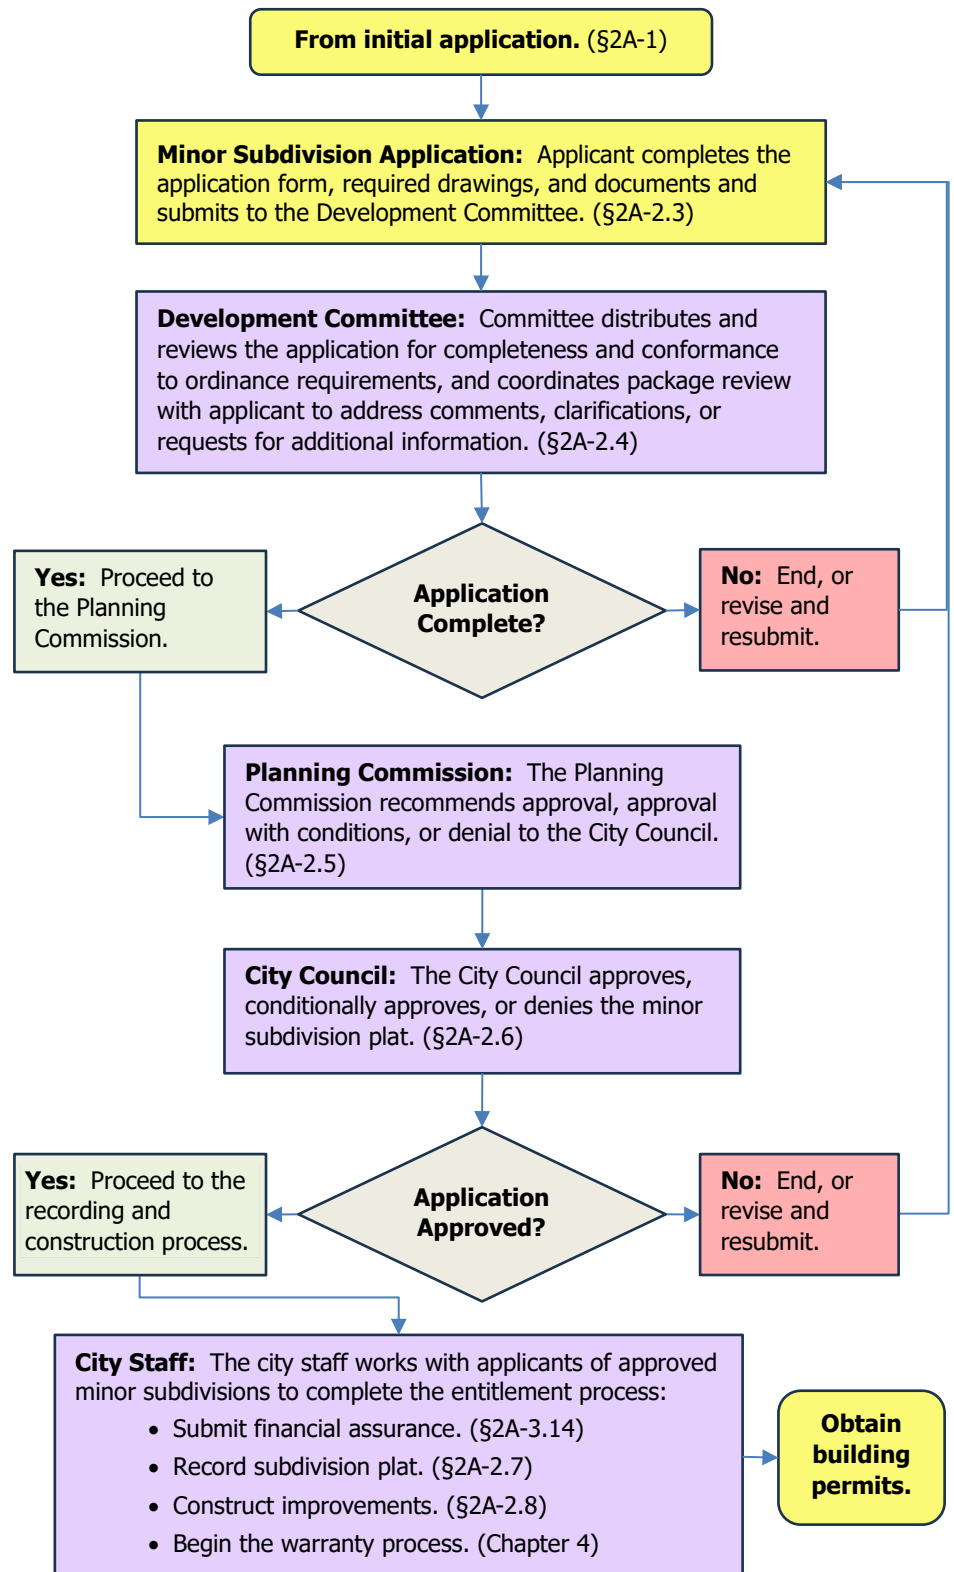 From initial application. (§2A-1)
Minor Subdivision Application: Applicant completes the
application form, required drawings, and documents and
submits to the Development Committee. (§2A-2.3)
Development Committee: Committee distributes and
reviews the application for completeness and conformance
to ordinance requirements, and coordinates package review
with applicant to address comments, clarifications, or
requests for additional information. (§2A-2.4)
Application
Complete?
Yes: Proceed to
the Planning
Commission.
No: End, or
revise and
resubmit.
Planning Commission: The Planning
Commission recommends approval, approval
with conditions, or denial to the City Council.
(§2A-2.5)
City Council: The City Council approves,
conditionally approves, or denies the minor
subdivision plat. (§2A-2.6)
Application
Approved?
Yes: Proceed to the
recording and
construction process.
No: End, or
revise and
resubmit.
City Staff: The city staff works with applicants of approved
minor subdivisions to complete the entitlement process:
• Submit financial assurance. (§2A-3.14)
• Record subdivision plat. (§2A-2.7)
• Construct improvements. (§2A-2.8)
• Begin the warranty process. (Chapter 4)
Obtain
building
permits.